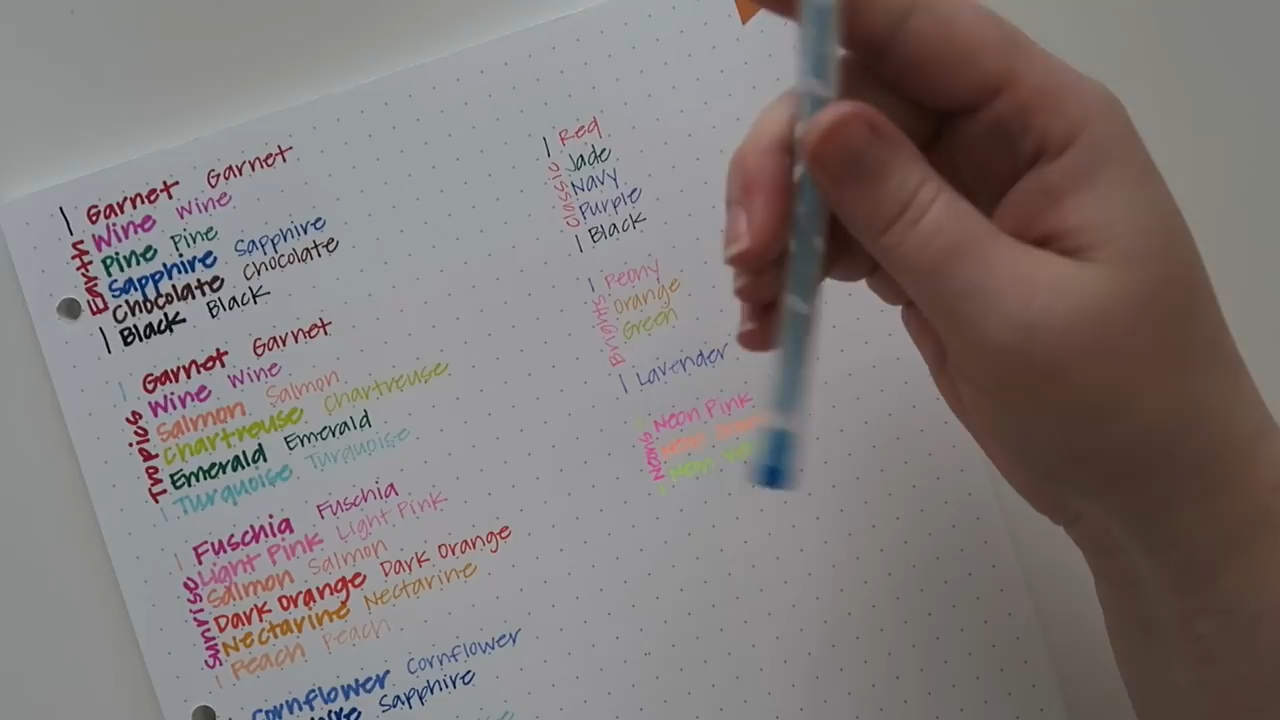 Earth
Garnet Garnet
Wine Wine
Pine Pine
Sapphire Sapphire
Chocolate Chocolate
Black Black
Tropics
Garnet Garnet
Wine Wine
Salmon Salmon
Chartreuse Chartreuse
Emerald Emerald
Turquoise Turquoise
Sunrise
Fuschia Fuschia
Light Pink Light Pink
Salmon Salmon
Dark Orange Dark Orange
Nectarine Nectarine
Peach Peach
Cornflower Cornflower
Sapphire
Classic
Red
Jade
Navy
Purple
Black
Brights
Peony
Orange
Green
Lavender
Neons
Neon Pink
Neon
Neon